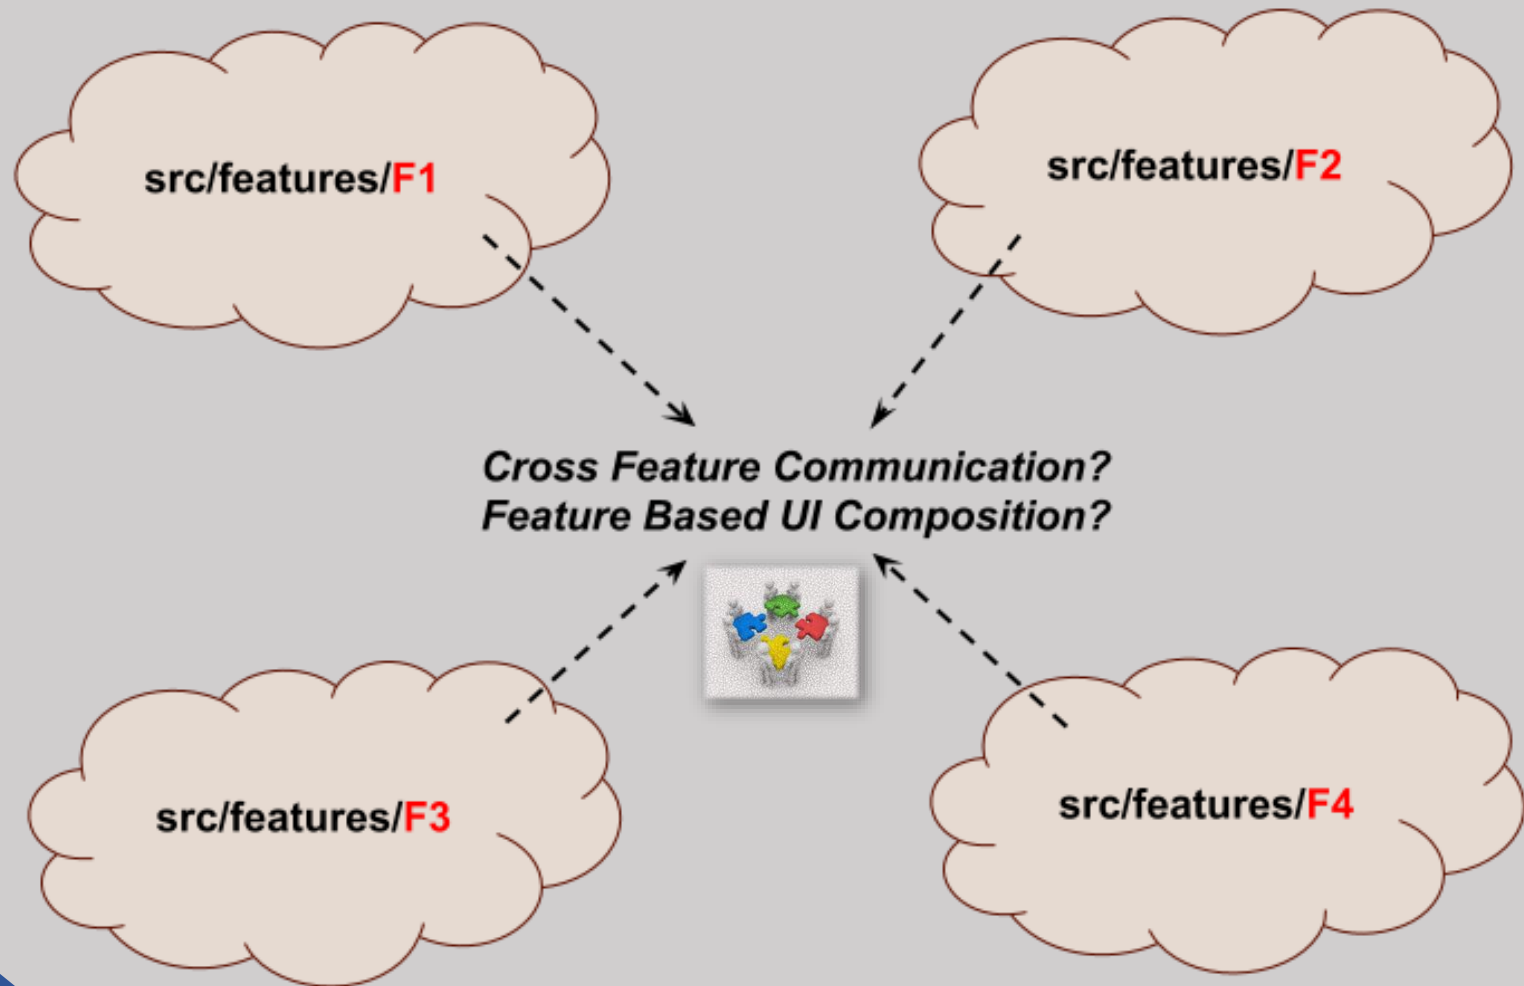 src/features/F1
src/features/F2
Cross Feature Communication?
Feature Based UI Composition?
src/features/F3
src/features/F4